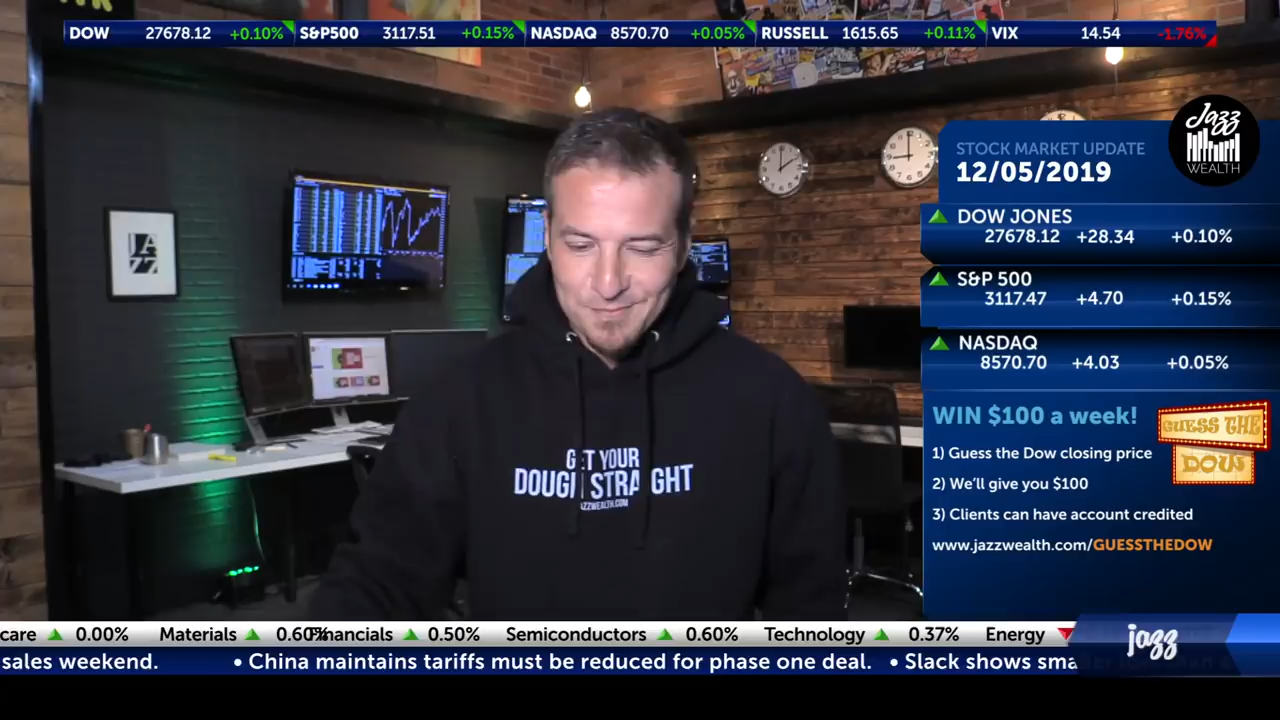 DOW 27678.12 +0.10% S&P500 3117.51 +0.15% NASDAQ 8570.70 +0.05% RUSSELL 1615.65 +0.11% VIX 14.54 -1.76%
Jazz
WEALTH
STOCK MARKET UPDATE
12/05/2019
DOW JONES
27678.12 +28.34 +0.10%
S&P 500
3117.47 +4.70 +0.15%
NASDAQ
8570.70 +4.03 +0.05%
WIN $100 a week!
GUESS THE
DOW
1) Guess the Dow closing price
2) We'll give you $100
3) Clients can have account credited
www.jazzwealth.com/GUESSTHEDOW
JA
ZZ
GET YOUR
DOUGH STRAIGHT
JAZZWEALTH.COM
care 0.00% Materials 0.60% Financials 0.50% Semiconductors 0.60% Technology 0.37% Energy
jazz
sales weekend. • China maintains tariffs must be reduced for phase one deal. • Slack shows smaller